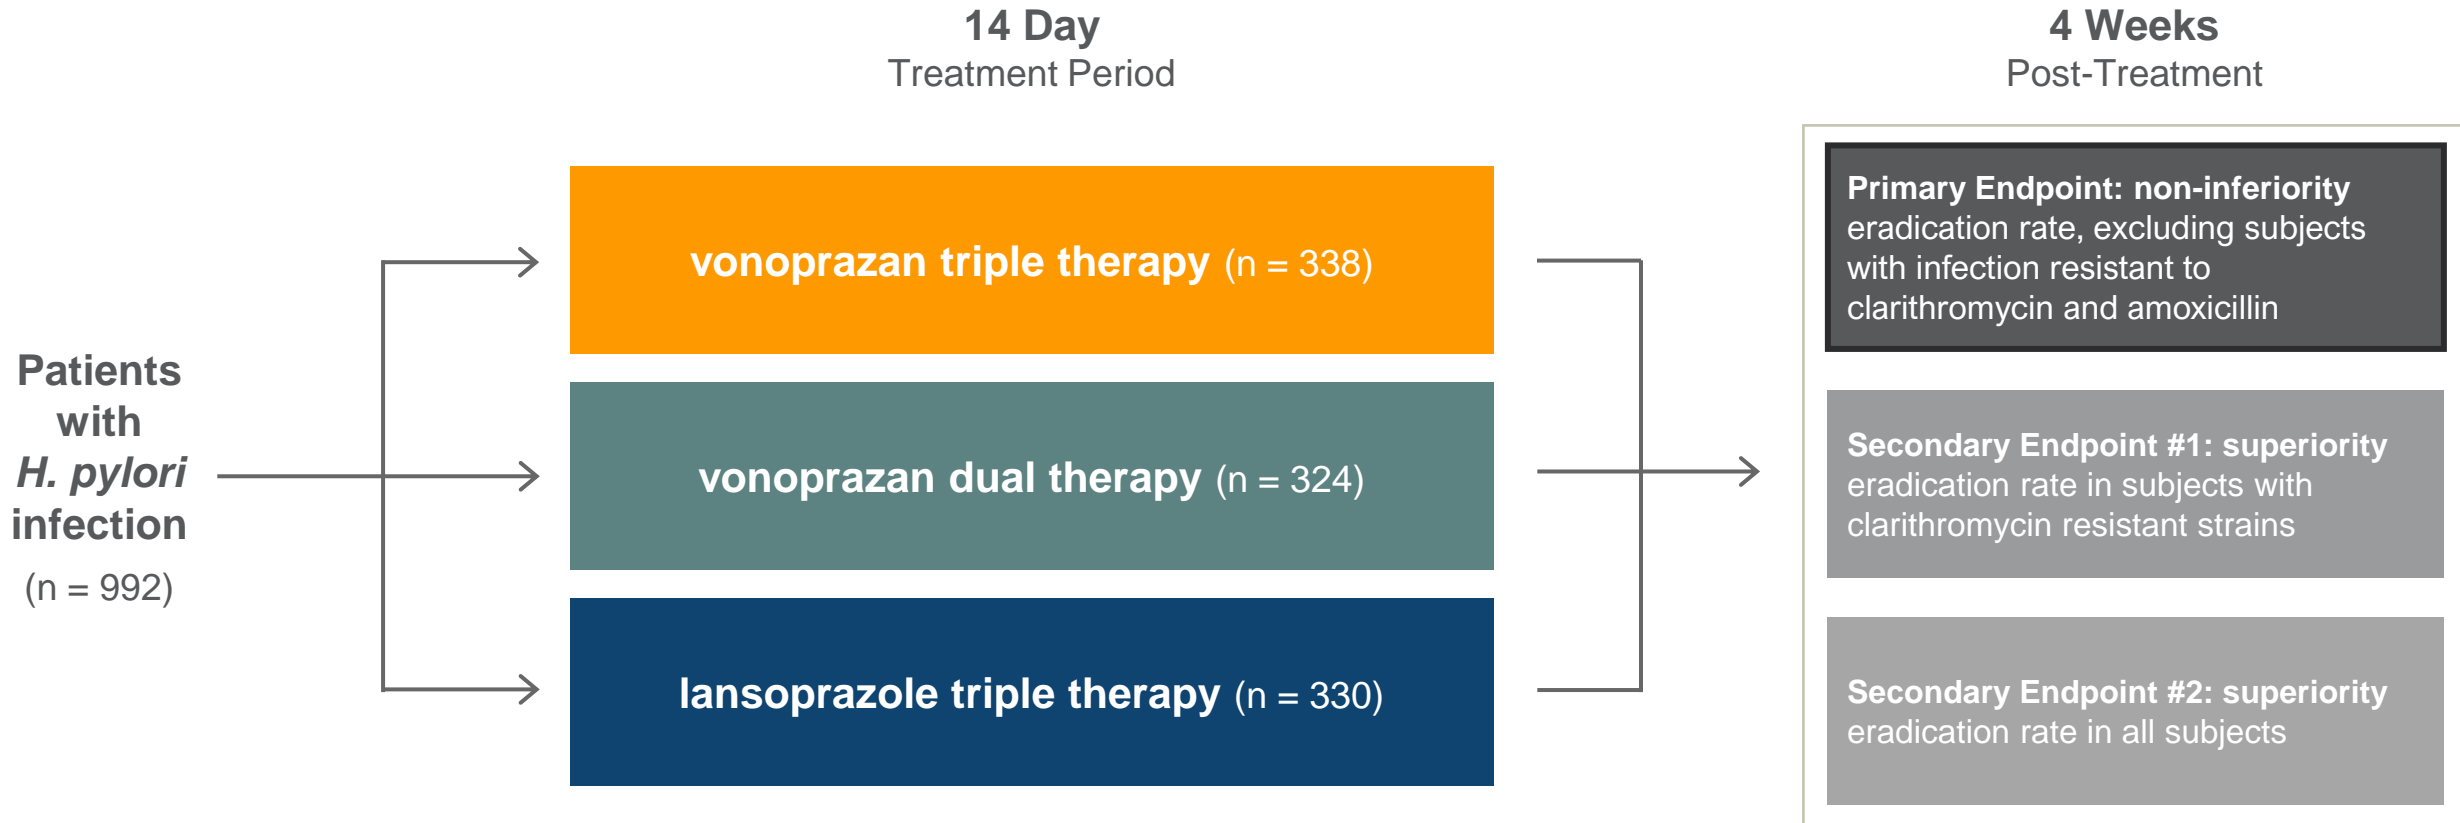 14 Day
Treatment Period
4 Weeks
Post-Treatment
Patients
with
H. pylori
infection
(n = 992)
vonoprazan triple therapy (n = 338)
vonoprazan dual therapy (n = 324)
lansoprazole triple therapy (n = 330)
Primary Endpoint: non-inferiority
eradication rate, excluding subjects
with infection resistant to
clarithromycin and amoxicillin
Secondary Endpoint #1: superiority
eradication rate in subjects with
clarithromycin resistant strains
Secondary Endpoint #2: superiority
eradication rate in all subjects